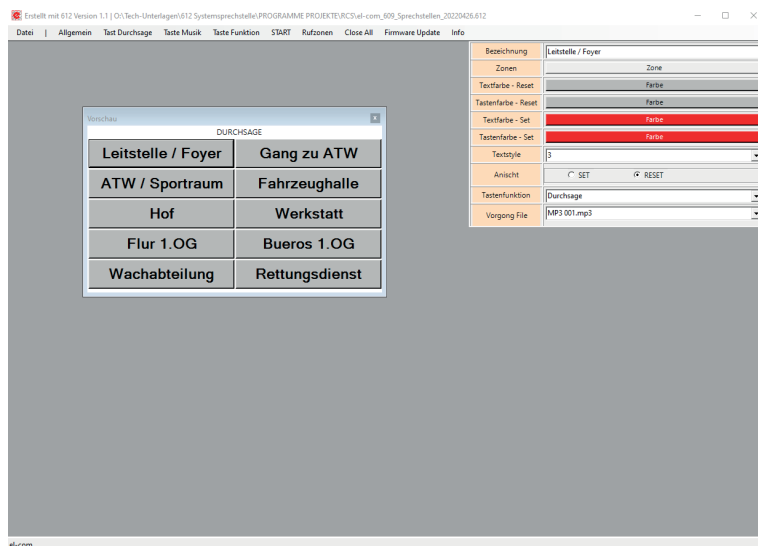 Erstellt mit 612 Version 1.1 | O:\Tech-Unterlagen\612 Systemsprechstelle\PROGRAMME PROJEKTE\RCS\el-com_609_Sprechstellen_20220426.612
Datei | Allgemein Tast Durchsage Taste Musik Taste Funktion START Rufzonen Close All Firmware Update Info
Bezeichnung Leitstelle / Foyer
Zonen Zone
Textfarbe - Reset Farbe
Tastenfarbe - Reset Farbe
Textfarbe - Set Farbe
Tastenfarbe - Set Farbe
Textstyle 3
Anischt SET RESET
Tastenfunktion Durchsage
Vorgong File MP3 001.mp3
Vorschau x
DURCHSAGE
Leitstelle / Foyer Gang zu ATW
ATW / Sportraum Fahrzeughalle
Hof Werkstatt
Flur 1.OG Bueros 1.OG
Wachabteilung Rettungsdienst
el-com